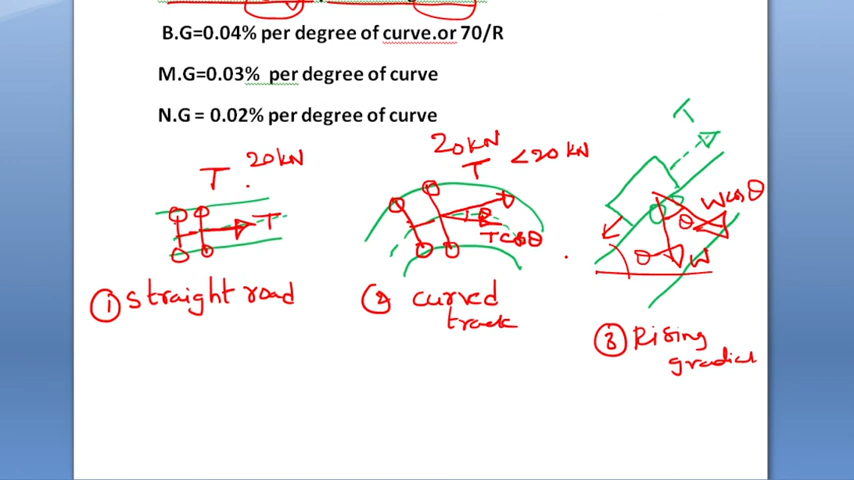 B.G=0.04% per degree of curve.or 70/R
M.G=0.03% per degree of curve
N.G = 0.02% per degree of curve
T 20KN
T
① straight road
20KN
T <20 KN
θ
Tcosθ
② curved
track
T
Wcosθ
θ
θ
W
③ Rising